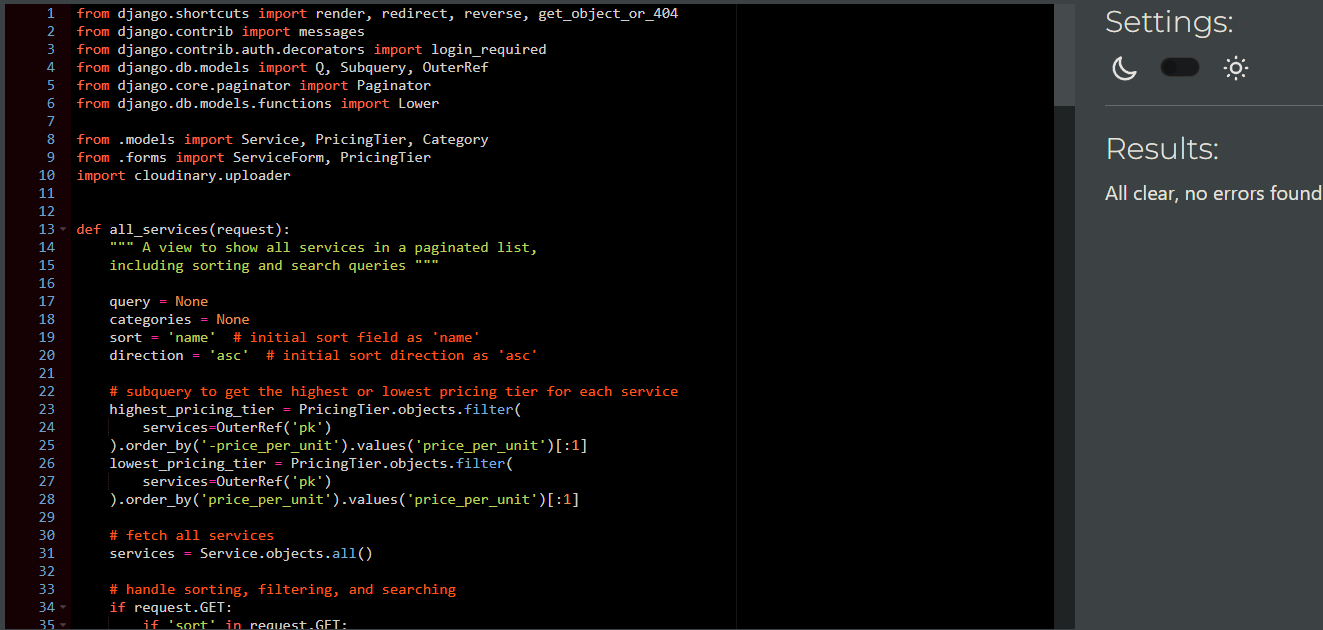 1 from django.shortcuts import render, redirect, reverse, get_object_or_404
2 from django.contrib import messages
3 from django.contrib.auth.decorators import login_required
4 from django.db.models import Q, Subquery, OuterRef
5 from django.core.paginator import Paginator
6 from django.db.models.functions import Lower
7
8 from .models import Service, PricingTier, Category
9 from .forms import ServiceForm, PricingTier
10 import cloudinary.uploader
11
12
13 def all_services(request):
14     """ A view to show all services in a paginated list,
15     including sorting and search queries """
16
17     query = None
18     categories = None
19     sort = 'name'  # initial sort field as 'name'
20     direction = 'asc'  # initial sort direction as 'asc'
21
22     # subquery to get the highest or lowest pricing tier for each service
23     highest_pricing_tier = PricingTier.objects.filter(
24         services=OuterRef('pk')
25     ).order_by('-price_per_unit').values('price_per_unit')[:1]
26     lowest_pricing_tier = PricingTier.objects.filter(
27         services=OuterRef('pk')
28     ).order_by('price_per_unit').values('price_per_unit')[:1]
29
30     # fetch all services
31     services = Service.objects.all()
32
33     # handle sorting, filtering, and searching
34     if request.GET:
35         if 'sort' in request.GET:
Settings:
Results:
All clear, no errors found